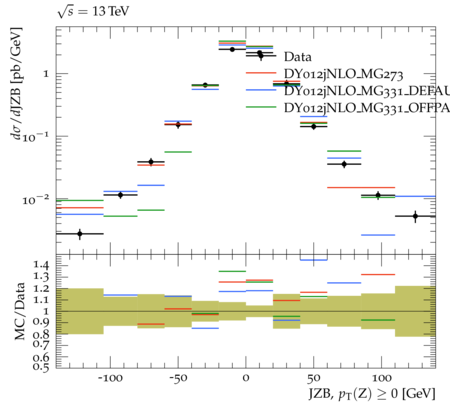 √s = 13 TeV
dσ/dJZB [pb/GeV]
1
10⁻¹
10⁻²
Data
DY012jNLO_MG273
DY012jNLO_MG331_DEFAU
DY012jNLO_MG331_OFFPA
MC/Data
1.4
1.3
1.2
1.1
1
0.9
0.8
0.7
0.6
0.5
-100 -50 0 50 100
JZB, pT(Z) ≥ 0 [GeV]